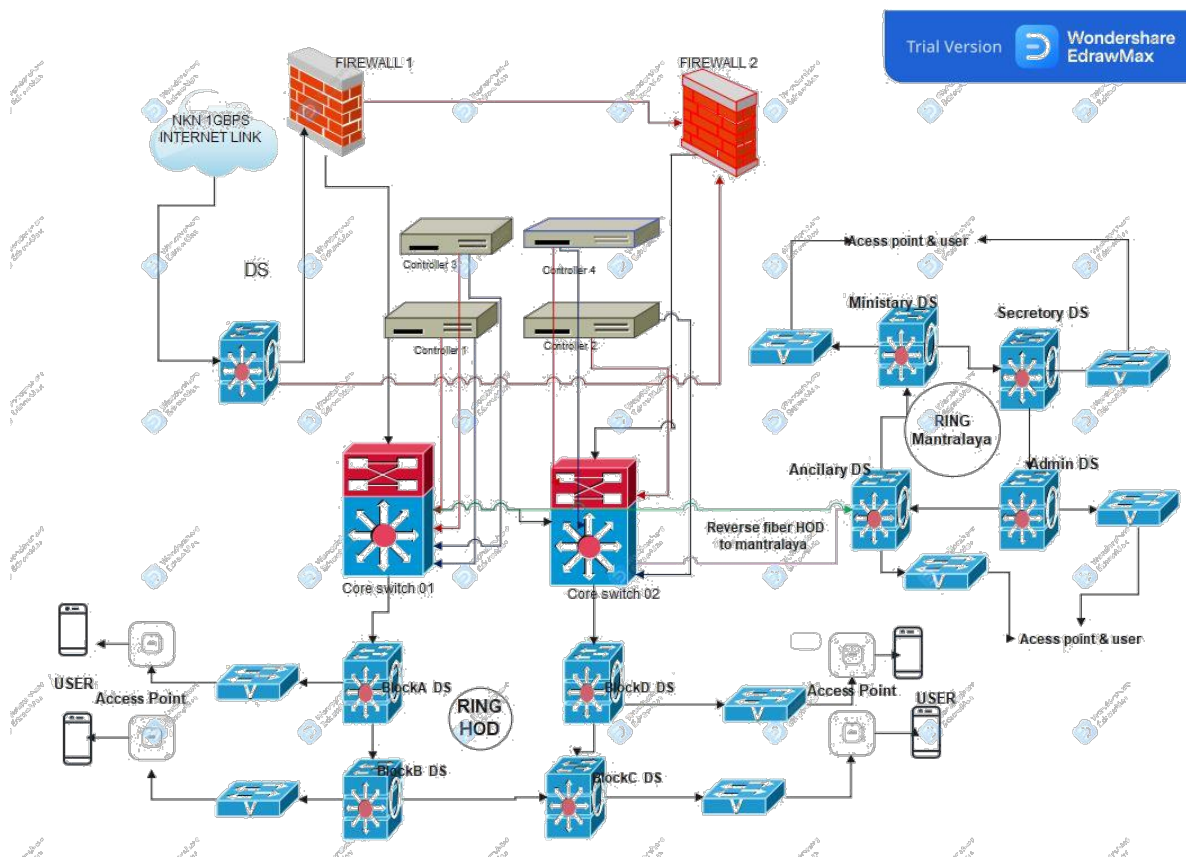 Trial Version
Wondershare
EdrawMax
FIREWALL 1
FIREWALL 2
NKN 1GBPS
INTERNET LINK
DS
Controller 3
Controller 4
Controller 1
Controller 2
Acess point & user
Ministary DS
Secretory DS
RING
Mantralaya
Ancilary DS
Admin DS
Reverse fiber HOD
to mantralaya
Core switch 01
Core switch 02
Acess point & user
USER
Access Point
BlockA DS
RING
HOD
BlockD DS
Access Point
USER
BlockB DS
BlockC DS